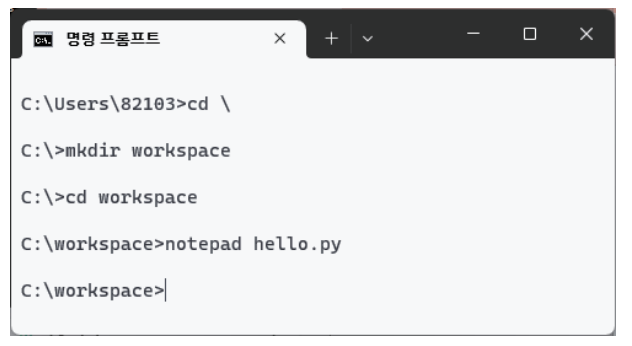 명령 프롬프트
C:\Users\82103>cd \
C:\>mkdir workspace
C:\>cd workspace
C:\workspace>notepad hello.py
C:\workspace>